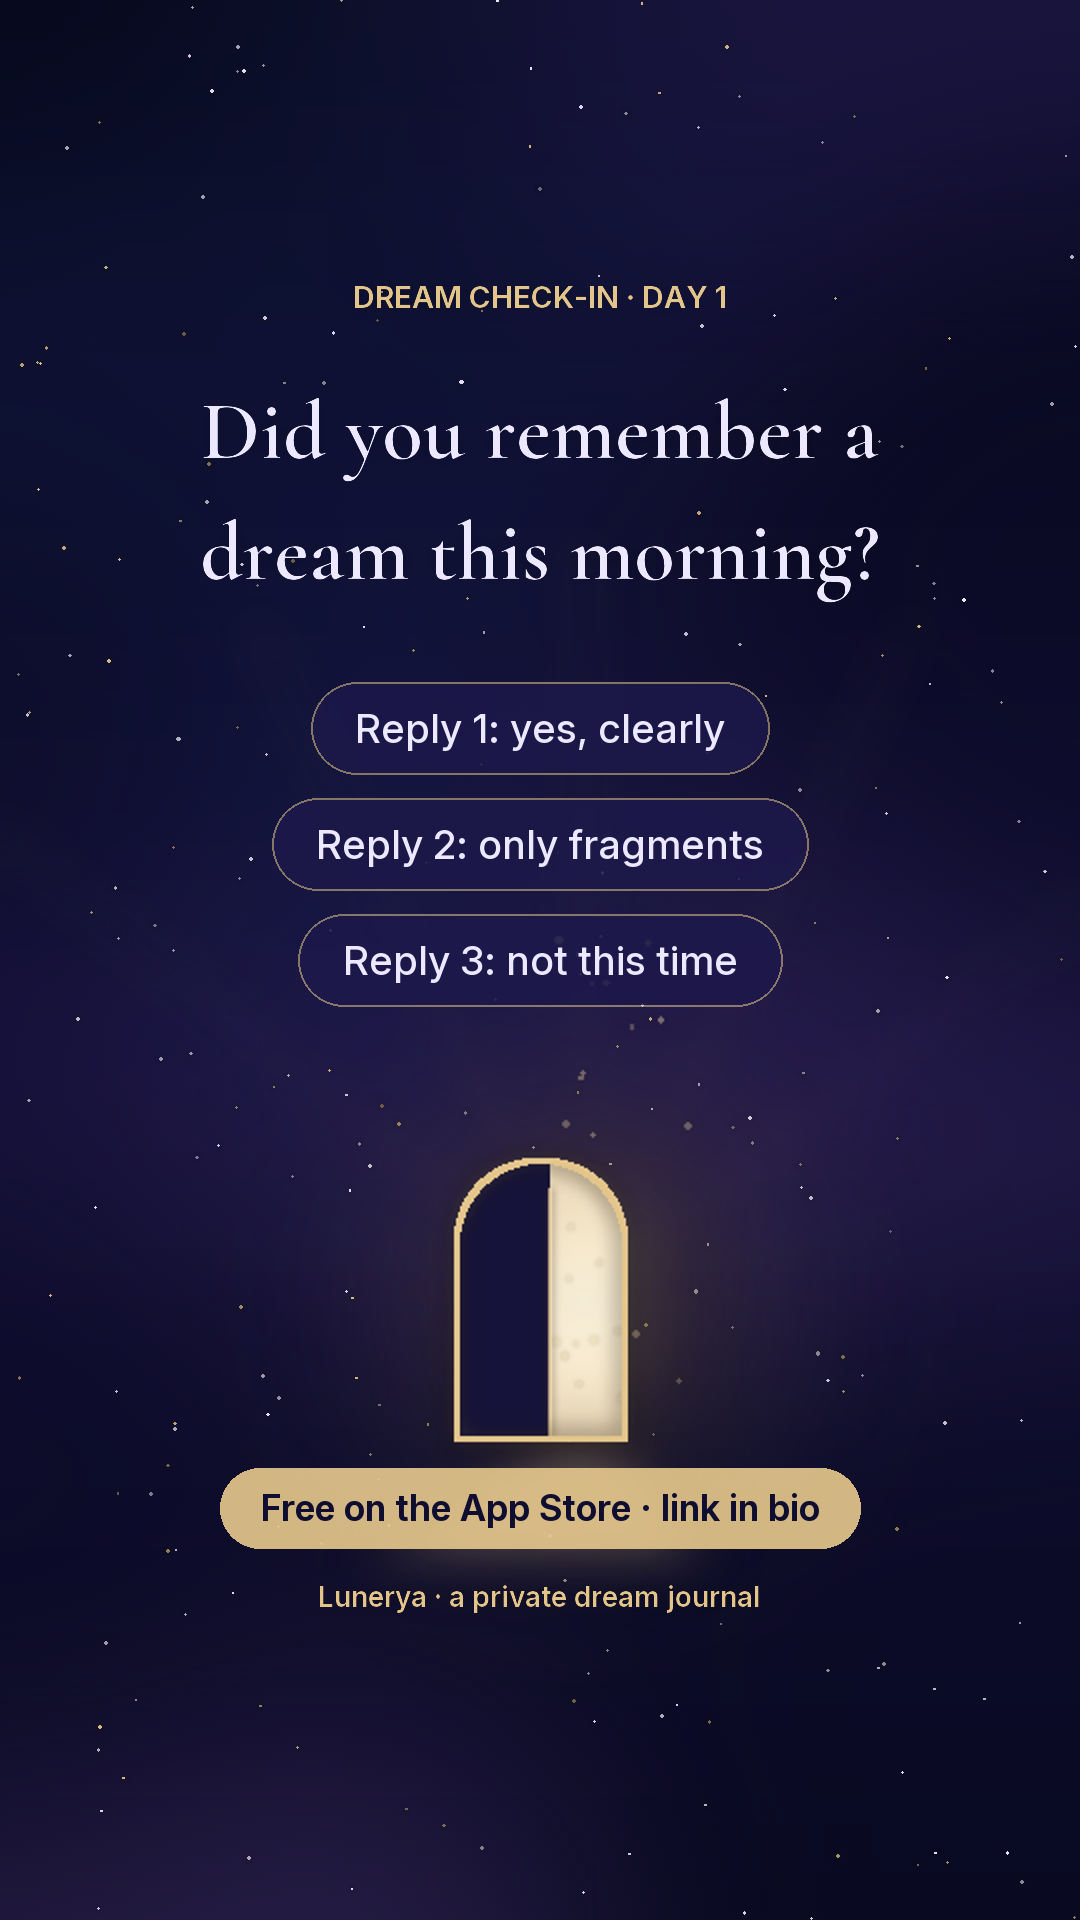 DREAM CHECK-IN · DAY 1
Did you remember a
dream this morning?
Reply 1: yes, clearly
Reply 2: only fragments
Reply 3: not this time
Free on the App Store · link in bio
Lunerya · a private dream journal